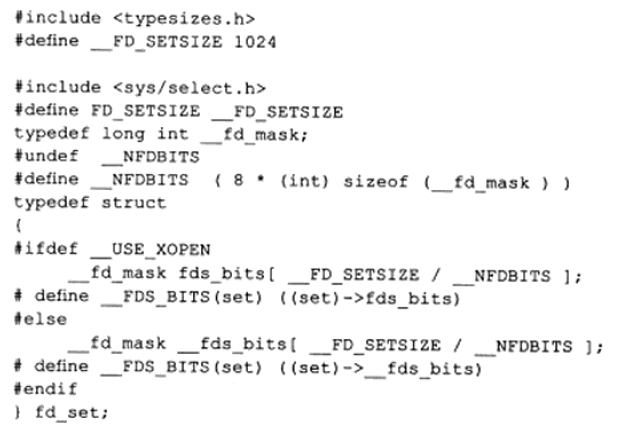 #include <typesizes.h>
#define __FD_SETSIZE 1024

#include <sys/select.h>
#define FD_SETSIZE __FD_SETSIZE
typedef long int __fd_mask;
#undef  __NFDBITS
#define __NFDBITS  ( 8 * (int) sizeof (__fd_mask ) )
typedef struct
{
#ifdef __USE_XOPEN
    __fd_mask fds_bits[ __FD_SETSIZE / __NFDBITS ];
# define __FDS_BITS(set) ((set)->fds_bits)
#else
    __fd_mask __fds_bits[ __FD_SETSIZE / __NFDBITS ];
# define __FDS_BITS(set) ((set)->__fds_bits)
#endif
} fd_set;